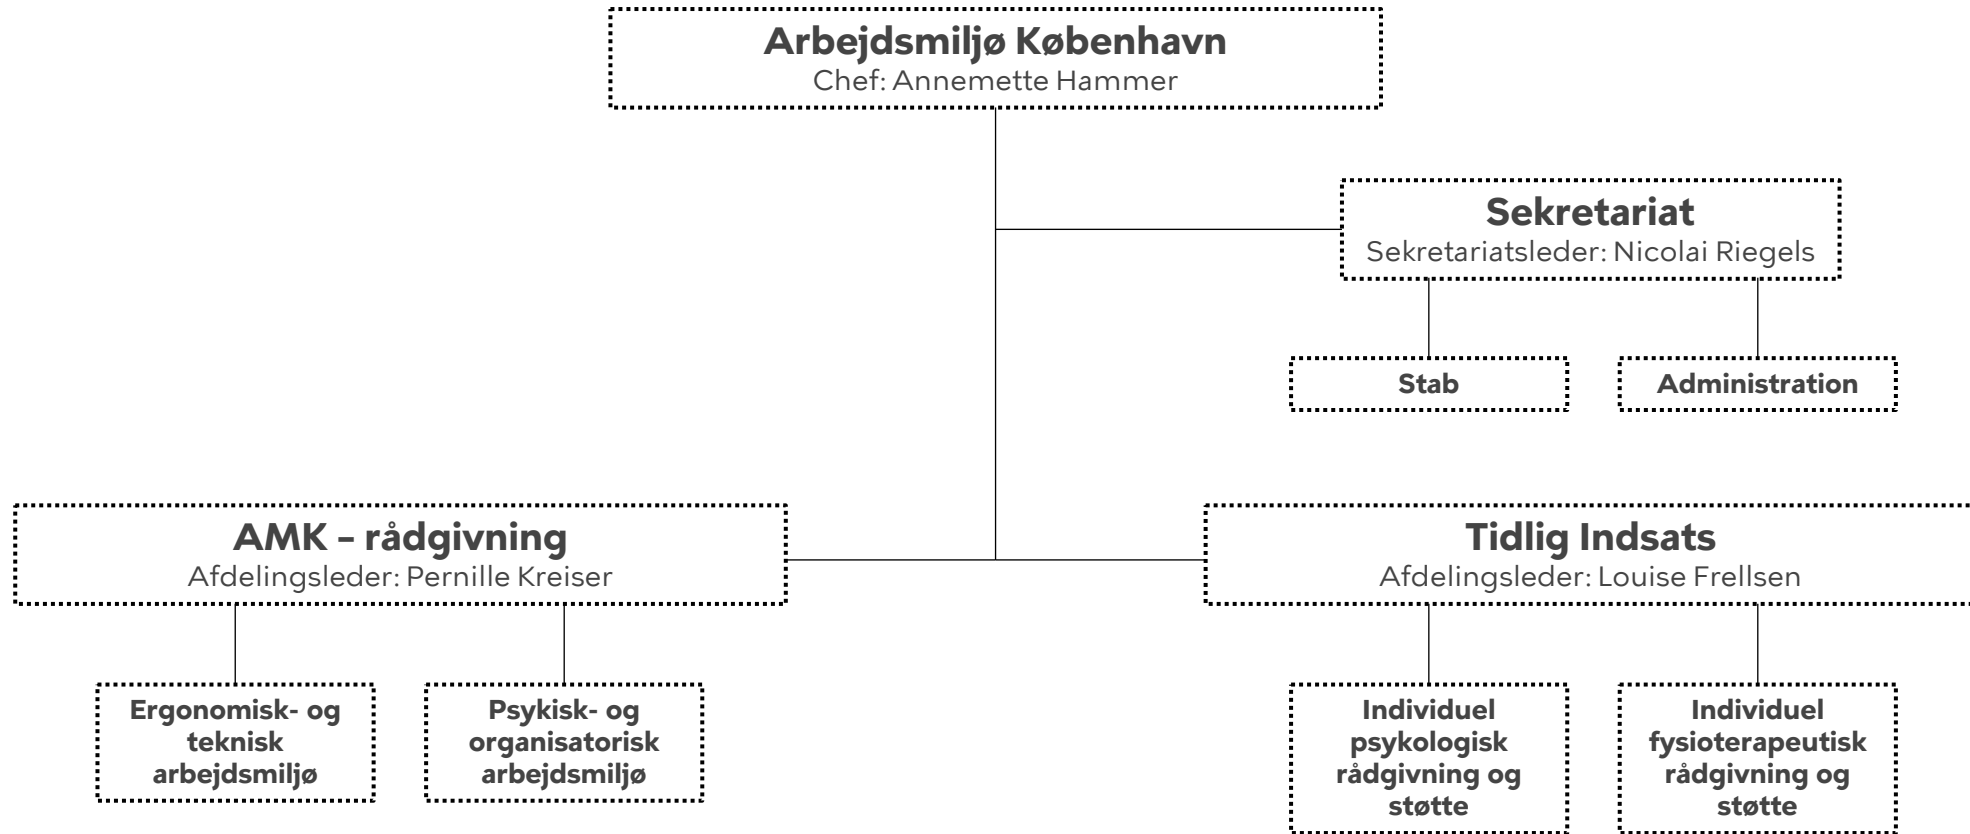 Arbejdsmiljø København
Chef: Annemette Hammer
Sekretariat
Sekretariatsleder: Nicolai Riegels
Stab
Administration
AMK – rådgivning
Afdelingsleder: Pernille Kreiser
Tidlig Indsats
Afdelingsleder: Louise Frellsen
Ergonomisk- og
teknisk
arbejdsmiljø
Psykisk- og
organisatorisk
arbejdsmiljø
Individuel
psykologisk
rådgivning og
støtte
Individuel
fysioterapeutisk
rådgivning og
støtte